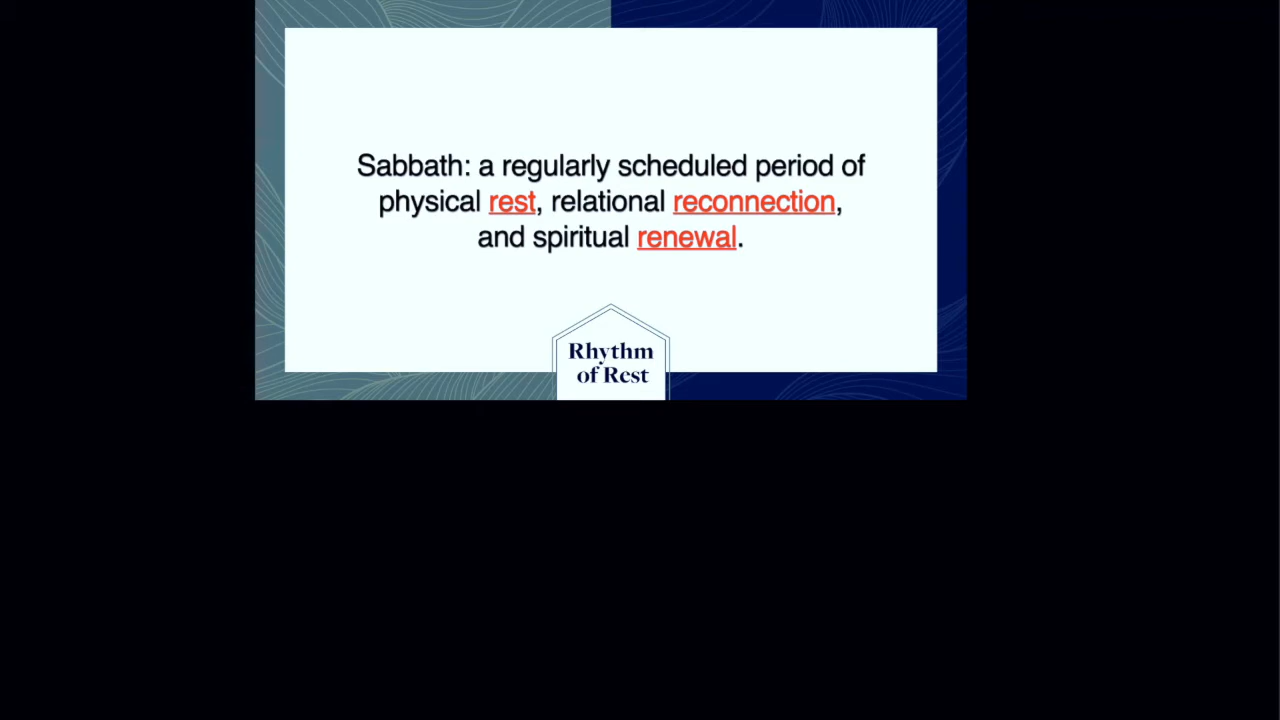 Sabbath: a regularly scheduled period of
physical rest, relational reconnection,
and spiritual renewal.
Rhythm
of Rest